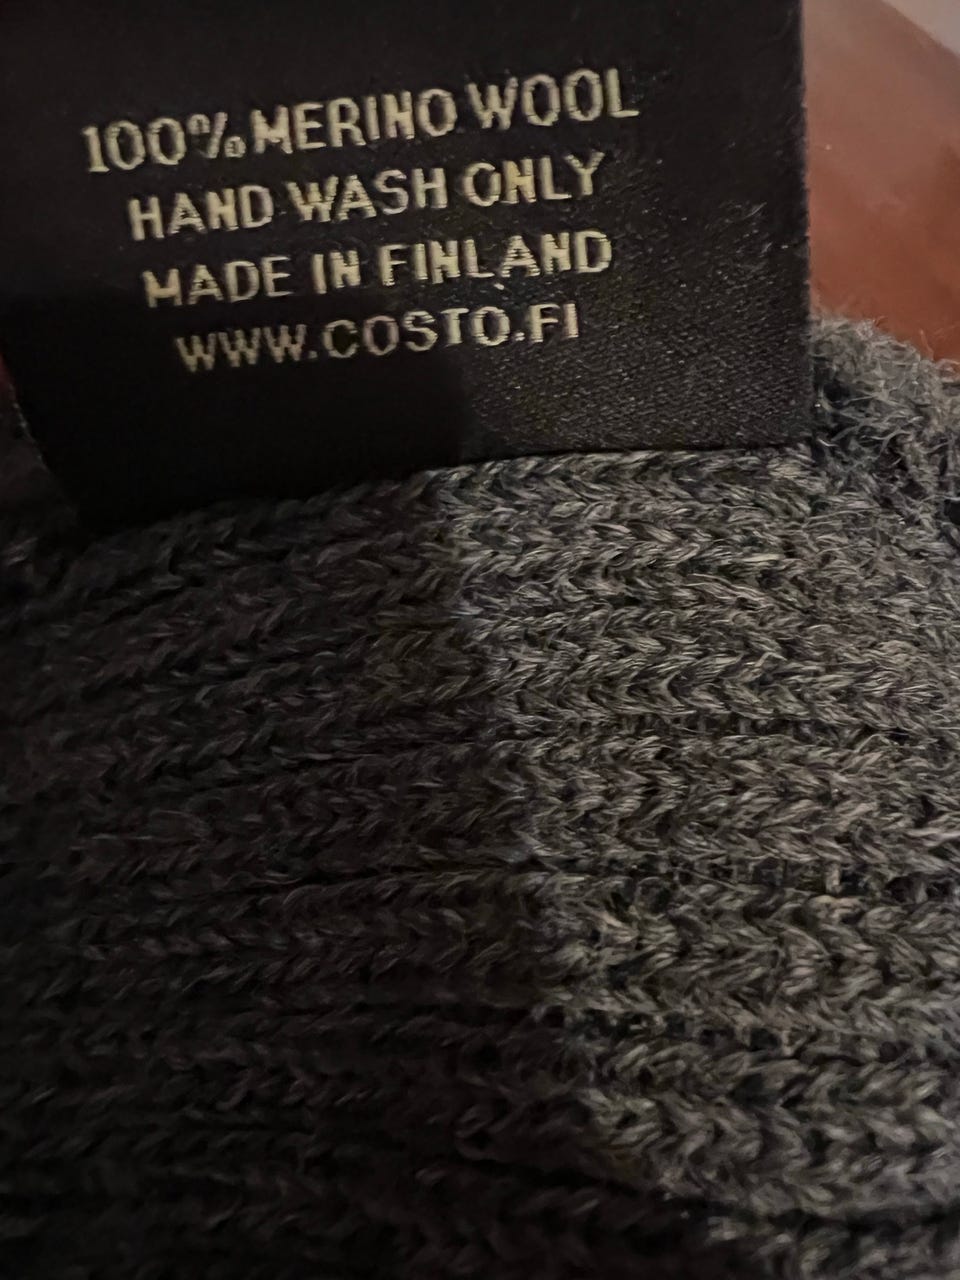 100% MERINO WOOL
HAND WASH ONLY
MADE IN FINLAND
WWW.COSTO.FI